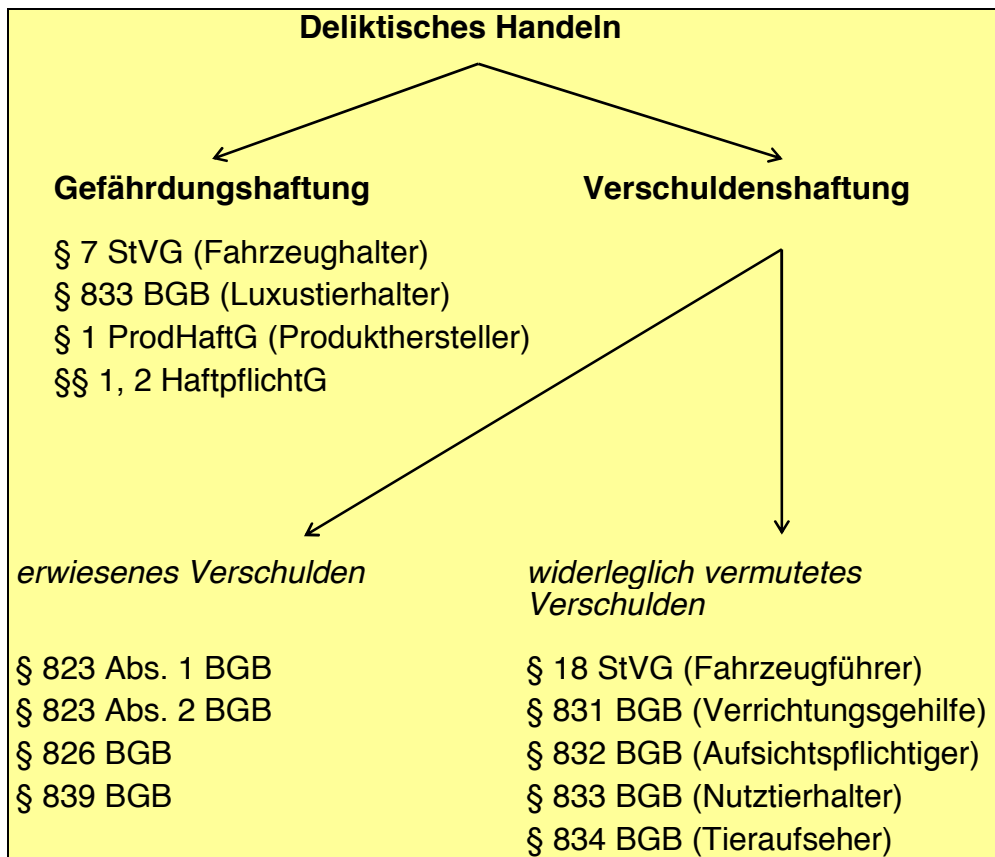 Deliktisches Handeln
Gefährdungshaftung
§ 7 StVG (Fahrzeughalter)
§ 833 BGB (Luxustierhalter)
§ 1 ProdHaftG (Produkthersteller)
§§ 1, 2 HaftpflichtG
Verschuldenshaftung
erwiesenes Verschulden
§ 823 Abs. 1 BGB
§ 823 Abs. 2 BGB
§ 826 BGB
§ 839 BGB
widerleglich vermutetes
Verschulden
§ 18 StVG (Fahrzeugführer)
§ 831 BGB (Verrichtungsgehilfe)
§ 832 BGB (Aufsichtspflichtiger)
§ 833 BGB (Nutztierhalter)
§ 834 BGB (Tieraufseher)